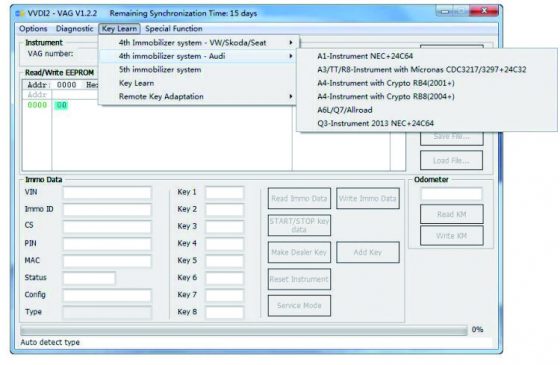 VVDI2 - VAG V1.2.2 Remaining Synchronization Time: 15 days
Options Diagnostic Key Learn Special Function
Instrument
VAG number:
4th Immobilizer system - VW/Skoda/Seat
4th immobilizer system - Audi
5th immobilizer system
Key Learn
Remote Key Adaptation
A1-Instrument NEC+24C64
A3/TT/R8-Instrument with Micronas CDC3217/3297+24C32
A4-Instrument with Crypto RB4(2001+)
A4-Instrument with Crypto RB8(2004+)
A6L/Q7/Allroad
Q3-Instrument 2013 NEC+24C64
Read/Write EEPROM
Addr: 0000 He
Addr
0000 00
Save File...
Load File...
Immo Data
VIN
Immo ID
CS
PIN
MAC
Status
Config
Type
Key 1
Key 2
Key 3
Key 4
Key 5
Key 6
Key 7
Key 8
Read Immo Data Write Immo Data
START/STOP key
data
Make Dealer Key Add Key
Reset Instrument
Service Mode
Odometer
Read KM
Write KM
0%
Auto detect type